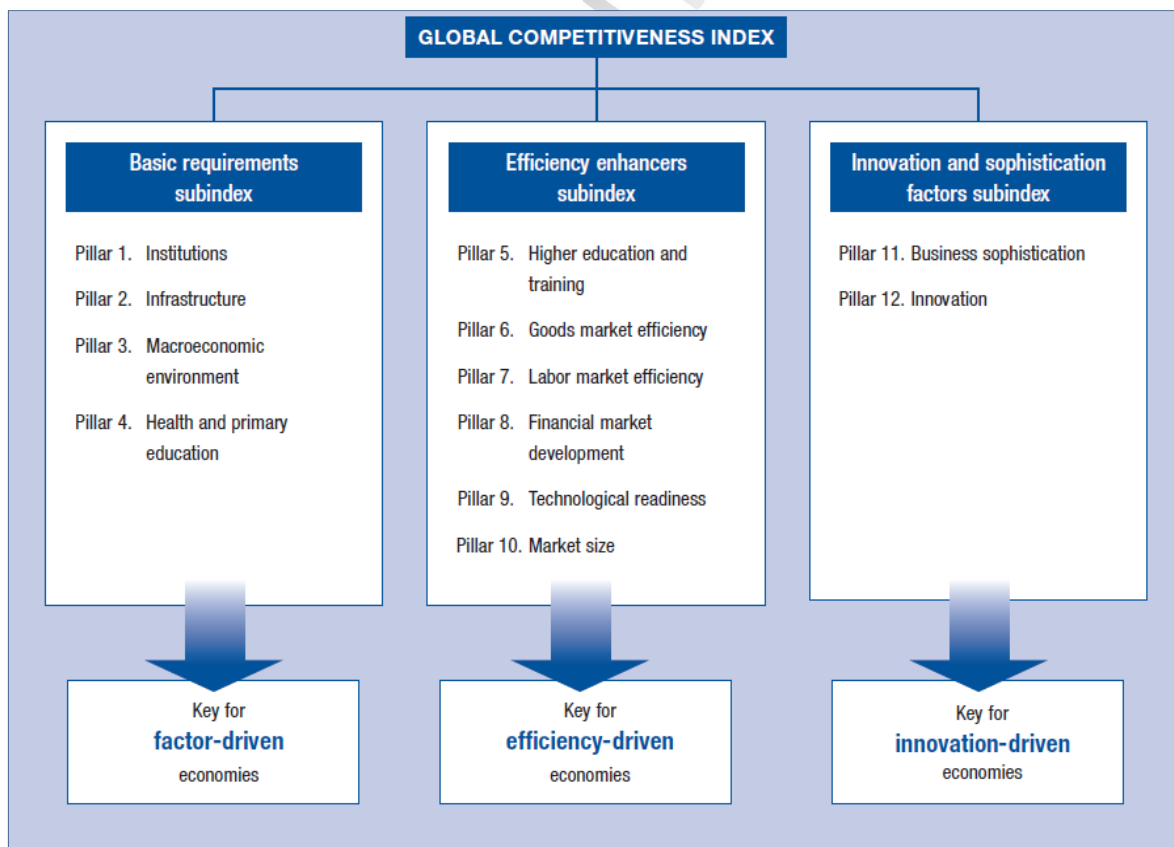 GLOBAL COMPETITIVENESS INDEX
Basic requirements
subindex
Pillar 1. Institutions
Pillar 2. Infrastructure
Pillar 3. Macroeconomic
environment
Pillar 4. Health and primary
education
Key for
factor-driven
economies
Efficiency enhancers
subindex
Pillar 5. Higher education and
training
Pillar 6. Goods market efficiency
Pillar 7. Labor market efficiency
Pillar 8. Financial market
development
Pillar 9. Technological readiness
Pillar 10. Market size
Key for
efficiency-driven
economies
Innovation and sophistication
factors subindex
Pillar 11. Business sophistication
Pillar 12. Innovation
Key for
innovation-driven
economies